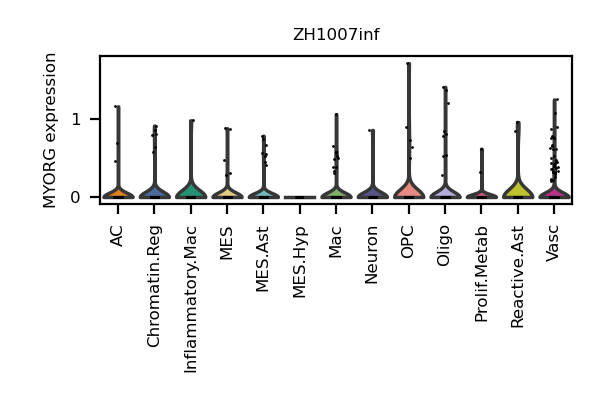 ZH1007inf
MYORG expression
1
0
AC
Chromatin.Reg
Inflammatory.Mac
MES
MES.Ast
MES.Hyp
Mac
Neuron
OPC
Oligo
Prolif.Metab
Reactive.Ast
Vasc